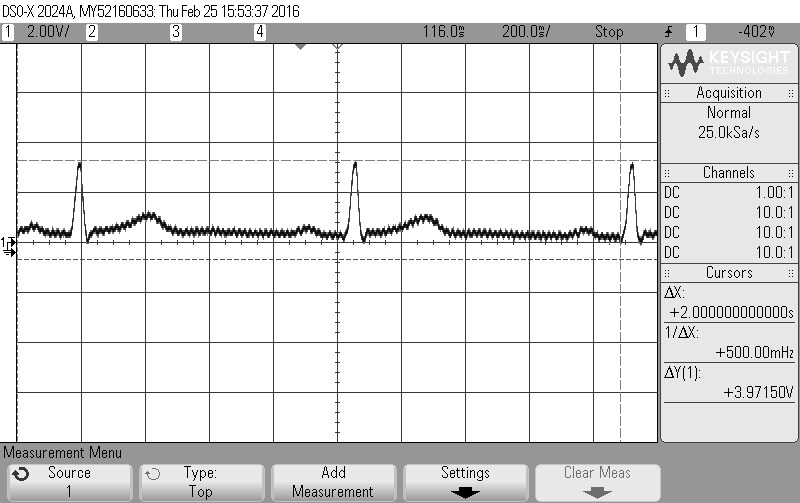 DSO-X 2024A, MY52160633: Thu Feb 25 15:53:37 2016
1 2.00V/ 2 3 4 116.0ms 200.0ms/ Stop 1 -402mV
KEYSIGHT
TECHNOLOGIES
Acquisition
Normal
25.0kSa/s
Channels
DC 1.00:1
DC 10.0:1
DC 10.0:1
DC 10.0:1
Cursors
ΔX:
+2.000000000000s
1/ΔX:
+500.00mHz
ΔY(1):
+3.97150V
1
Measurement Menu
Source
1
Type:
Top
Add
Measurement
Settings
Clear Meas